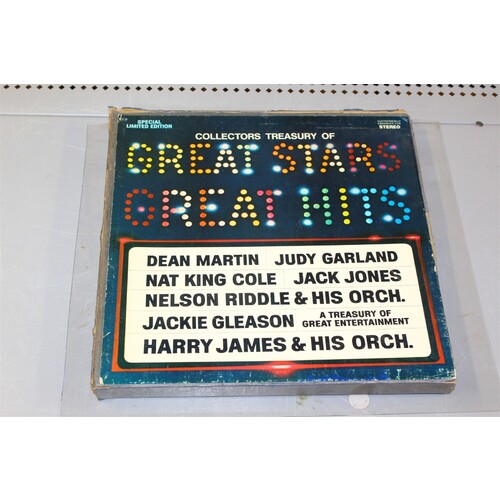 SPECIAL
LIMITED EDITION
STEREO
COLLECTORS TREASURY OF
GREAT STARS
GREAT HITS
DEAN MARTIN JUDY GARLAND
NAT KING COLE JACK JONES
NELSON RIDDLE & HIS ORCH.
JACKIE GLEASON A TREASURY OF
GREAT ENTERTAINMENT
HARRY JAMES & HIS ORCH.